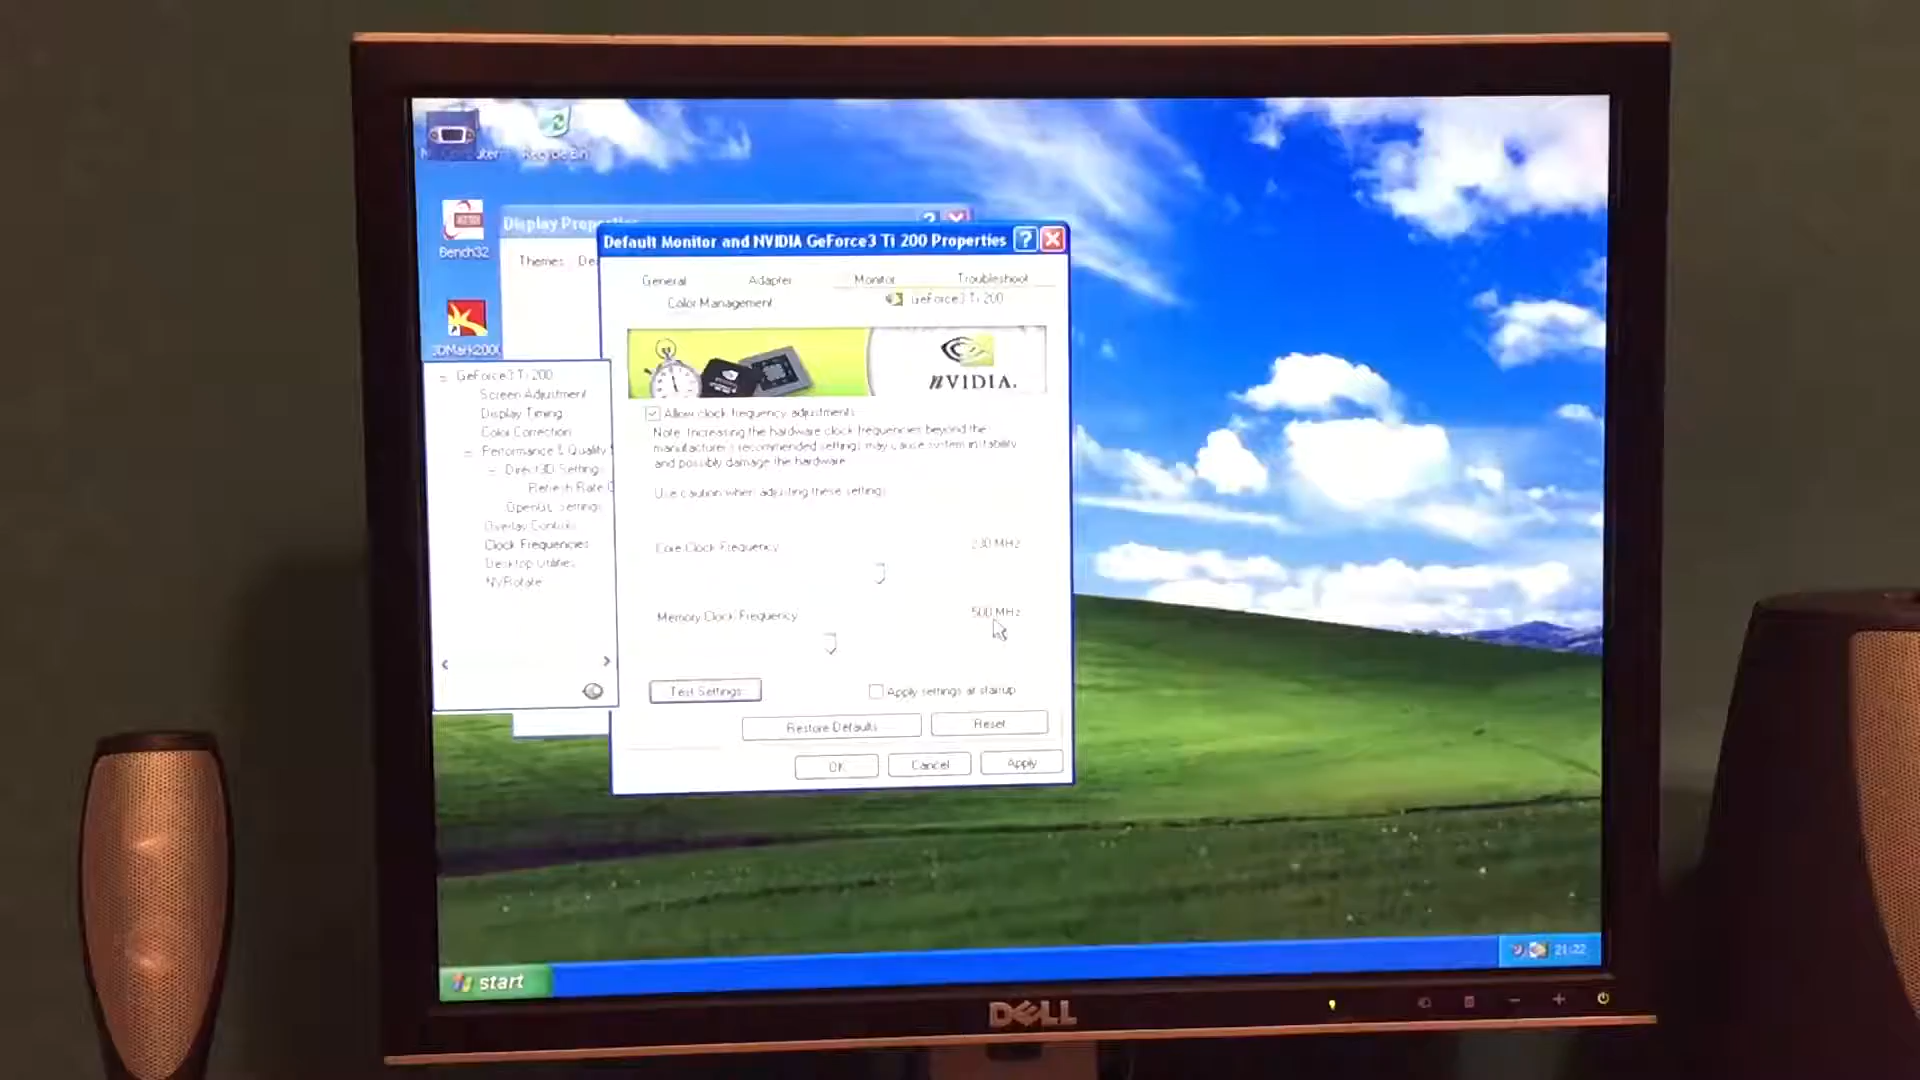 Recycle Bin
Bench32
3DMark200
Display Prope
Themes
Default Monitor and NVIDIA GeForce3 Ti 200 Properties
General
Adapter
Monitor
Troubleshoot
Color Management
GeForce3 Ti 200
NVIDIA.
GeForce3 Ti 200
Screen Adjustment
Display Timing
Color Correction
Performance & Quality
Direct3D Settings
Refresh Rate
OpenGL Settings
Overlay Controls
Clock Frequencies
Desktop Utilities
NVRotate
Allow clock frequency adjustments
Note: Increasing the hardware clock frequencies beyond the
manufacturer's recommended settings may cause system instability
and possibly damage the hardware.
Use caution when adjusting these settings.
Core Clock Frequency
230 MHz
Memory Clock Frequency
500 MHz
Test Settings
Apply settings at startup
Restore Defaults
Reset
OK
Cancel
Apply
start
21:22
DELL